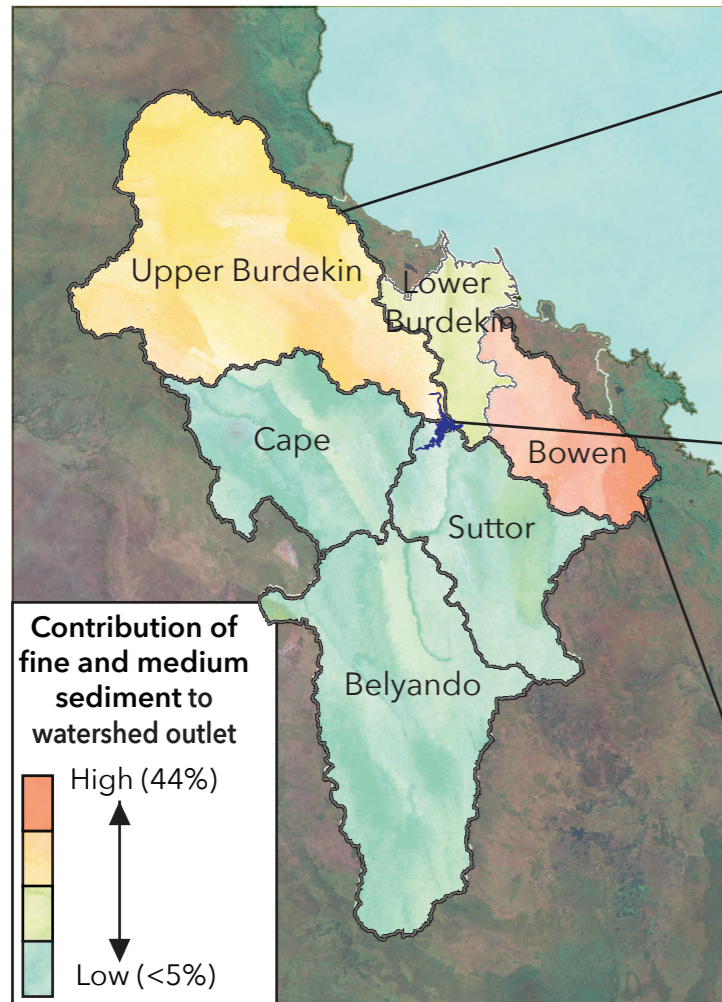 Upper Burdekin
Lower
Burdekin
Cape
Bowen
Suttor
Belyando
Contribution of
fine and medium
sediment to
watershed outlet
High (44%)
Low (<5%)